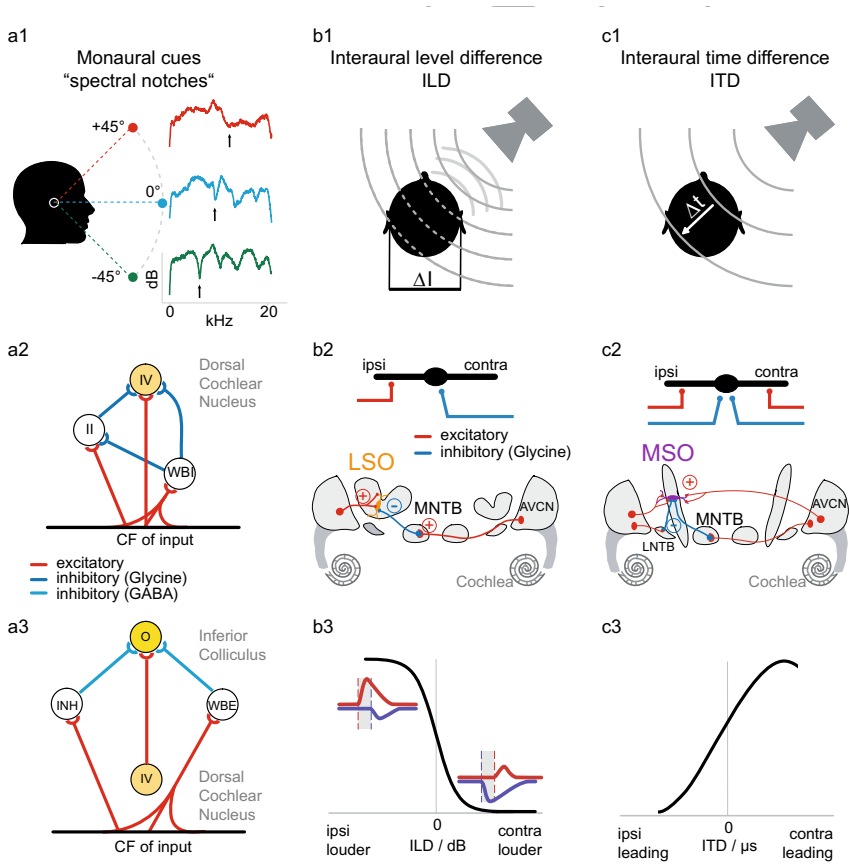 a1
Monaural cues
"spectral notches"
+45°
0°
-45°
dB
0
20
kHz
b1
Interaural level difference
ILD
ΔI
c1
Interaural time difference
ITD
Δt
a2
Dorsal
Cochlear
Nucleus
IV
II
WBI
CF of input
excitatory
inhibitory (Glycine)
inhibitory (GABA)
b2
ipsi
contra
excitatory
inhibitory (Glycine)
LSO
+
-
MNTB
+
AVCN
Cochlea
c2
ipsi
contra
MSO
+
-
MNTB
LNTB
AVCN
Cochlea
a3
Inferior
Colliculus
O
INH
WBE
IV
Dorsal
Cochlear
Nucleus
CF of input
b3
0
ipsi
louder
ILD / dB
contra
louder
c3
0
ipsi
leading
ITD / µs
contra
leading